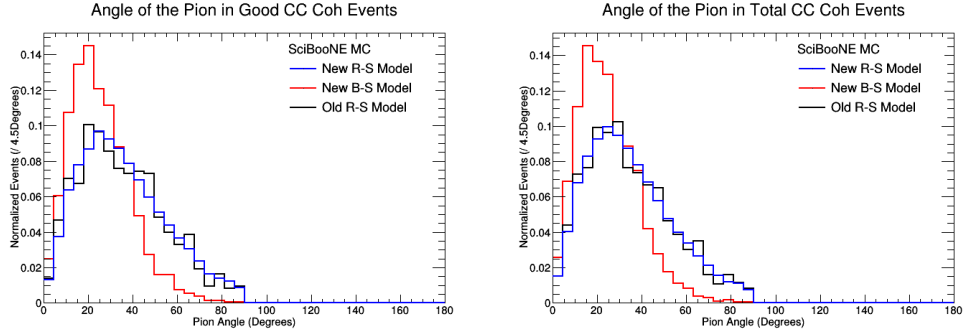 Angle of the Pion in Good CC Coh Events
Normalized Events (/ 4.5Degrees)
0.14
0.12
0.1
0.08
0.06
0.04
0.02
0
SciBooNE MC
New R-S Model
New B-S Model
Old R-S Model
0 20 40 60 80 100 120 140 160 180
Pion Angle (Degrees)
Angle of the Pion in Total CC Coh Events
Normalized Events (/ 4.5Degrees)
0.14
0.12
0.1
0.08
0.06
0.04
0.02
0
SciBooNE MC
New R-S Model
New B-S Model
Old R-S Model
0 20 40 60 80 100 120 140 160 180
Pion Angle (Degrees)